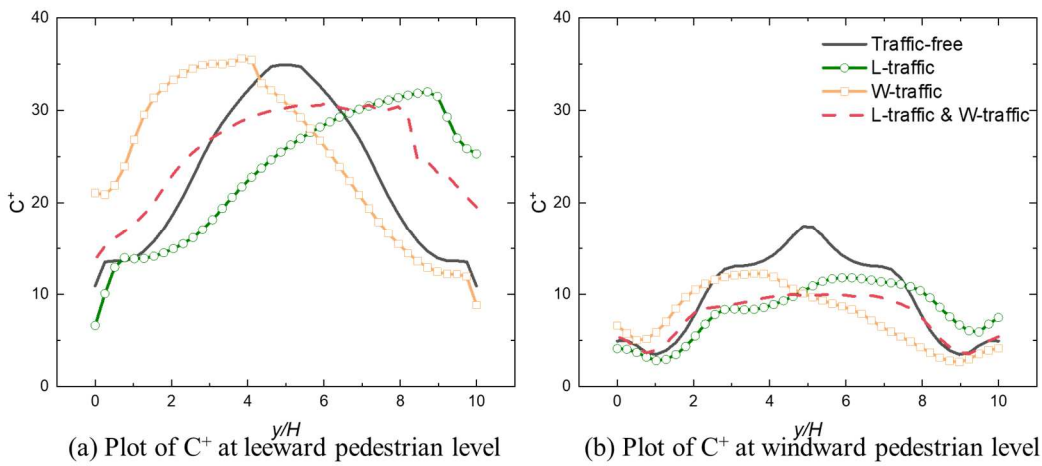 40
30
20
10
0
C+
0 2 4 6 8 10
y/H
(a) Plot of C+ at leeward pedestrian level
40
30
20
10
0
C+
Traffic-free
L-traffic
W-traffic
L-traffic & W-traffic
0 2 4 6 8 10
y/H
(b) Plot of C+ at windward pedestrian level